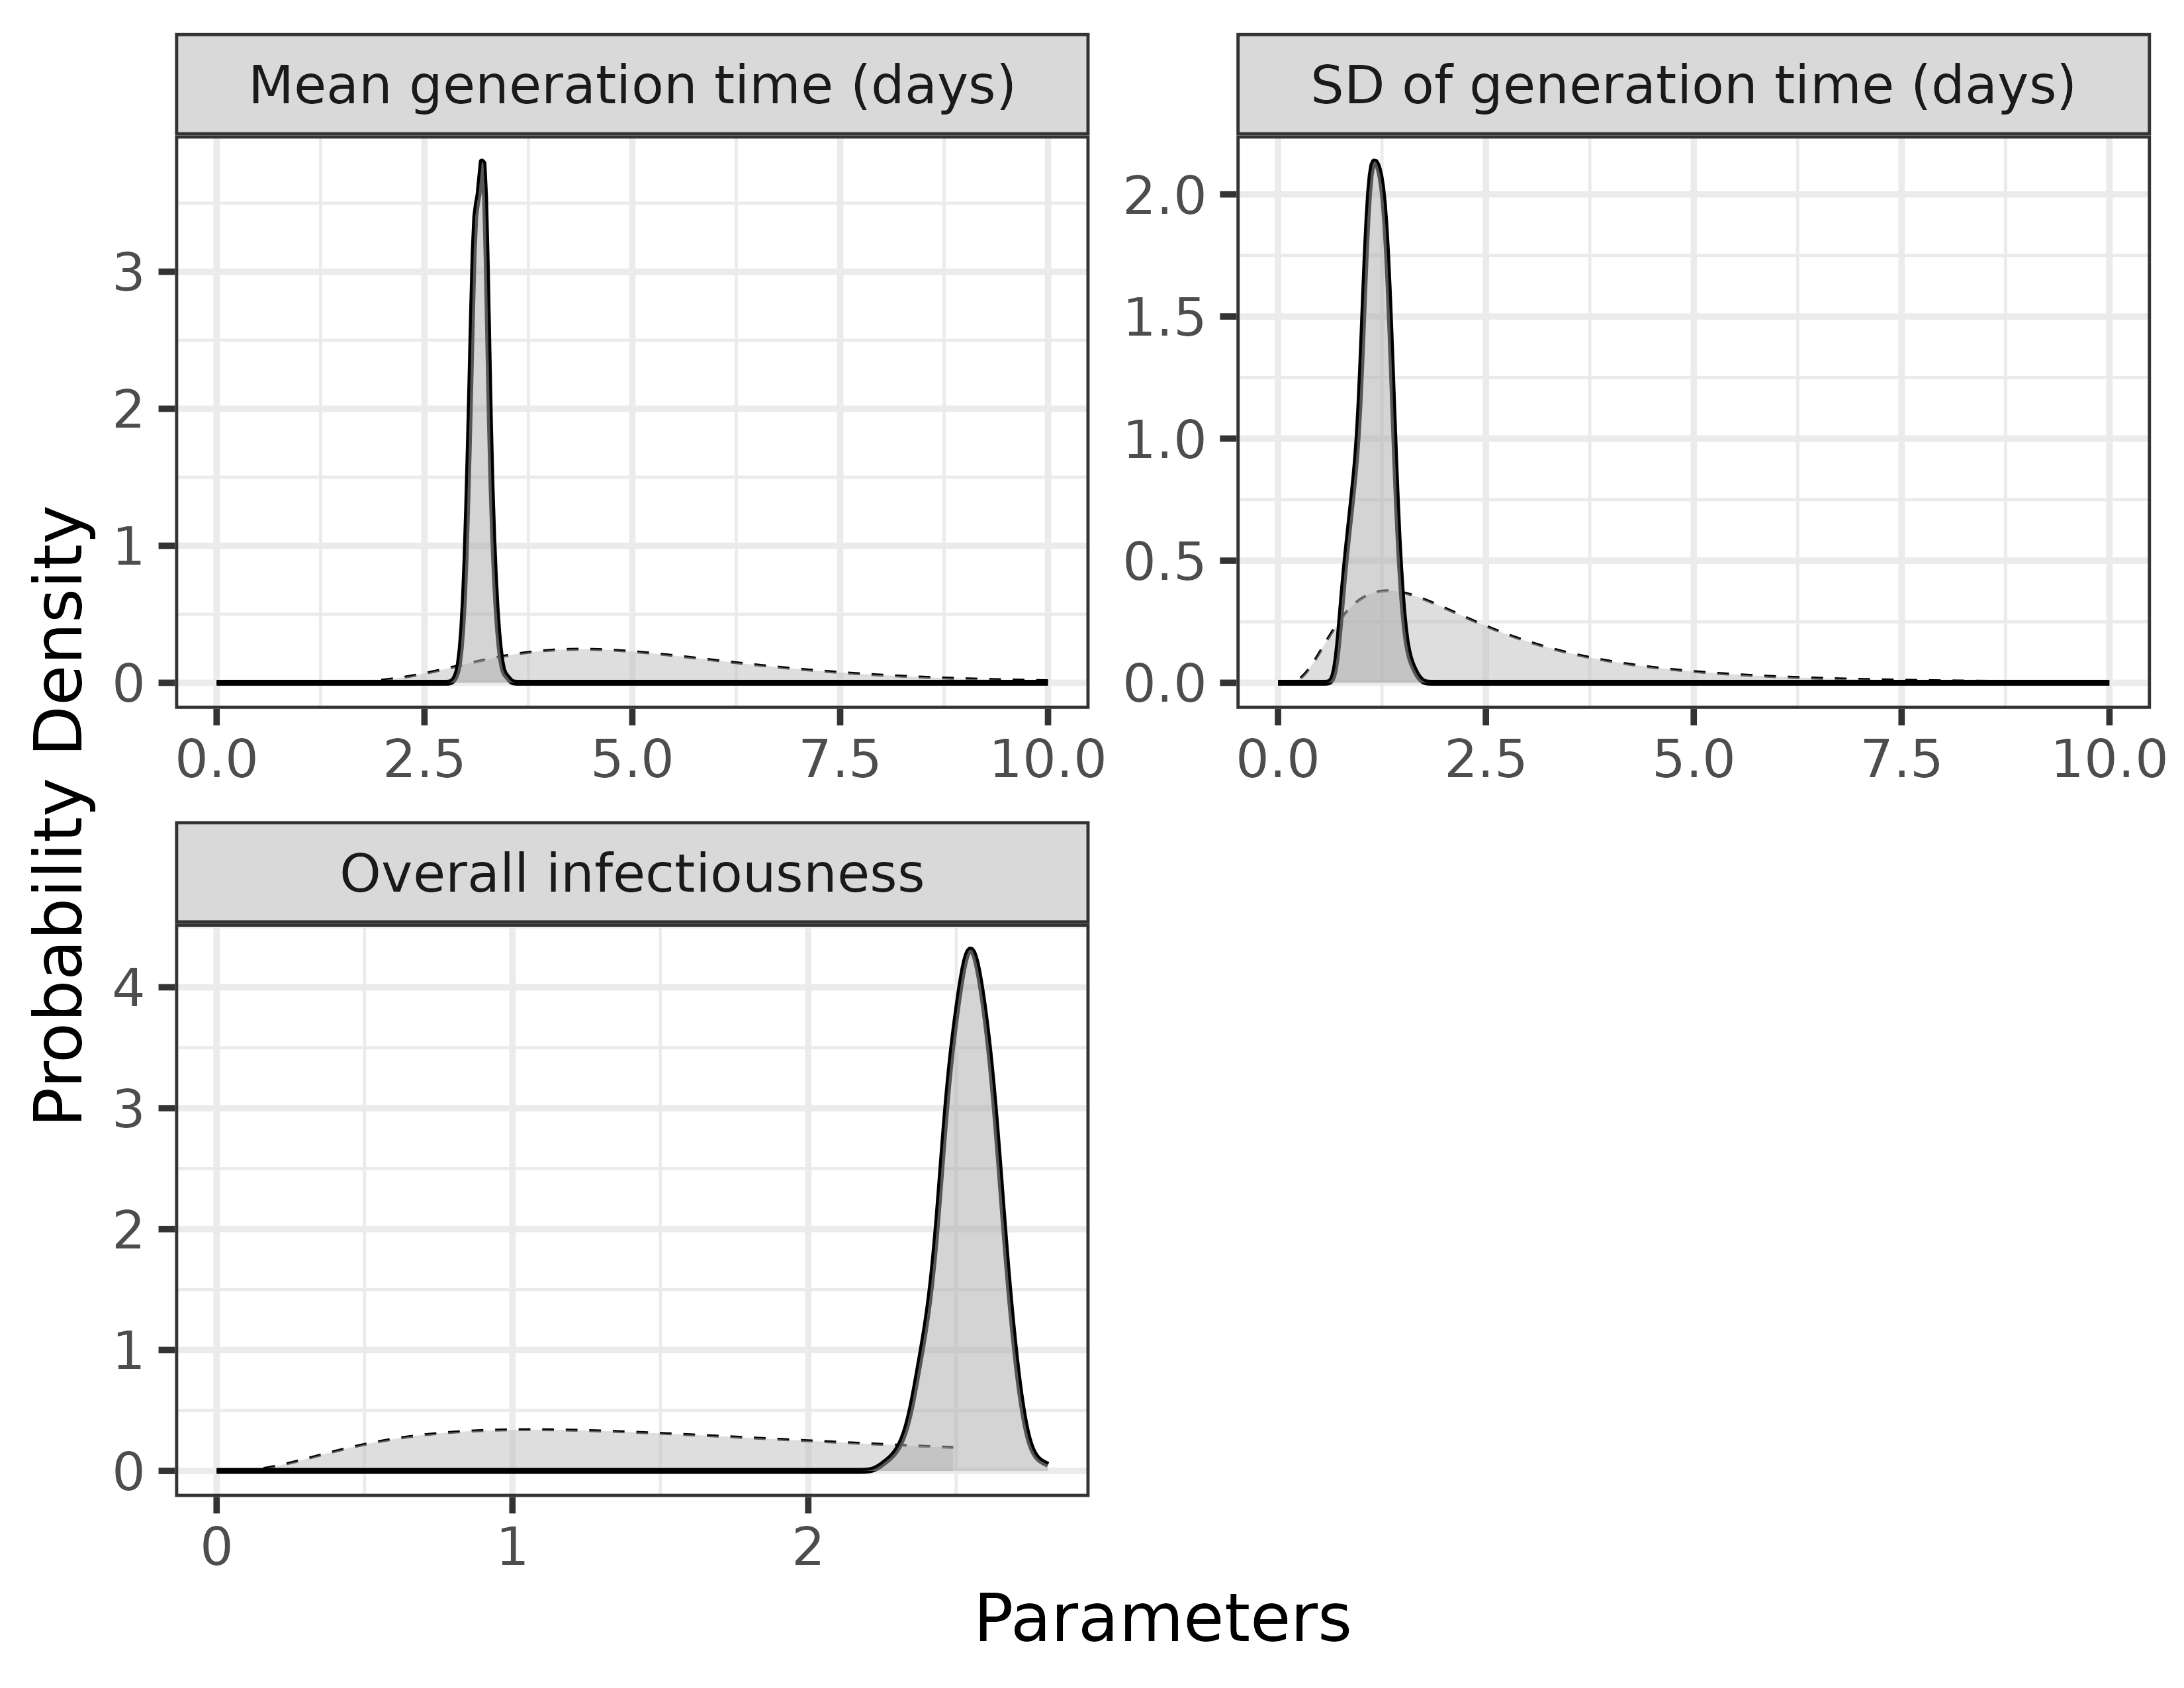 Mean generation time (days)
SD of generation time (days)
3
2
1
0
0.0 2.5 5.0 7.5 10.0
2.0
1.5
1.0
0.5
0.0
0.0 2.5 5.0 7.5 10.0
Overall infectiousness
4
3
2
1
0
0 1 2
Probability Density
Parameters